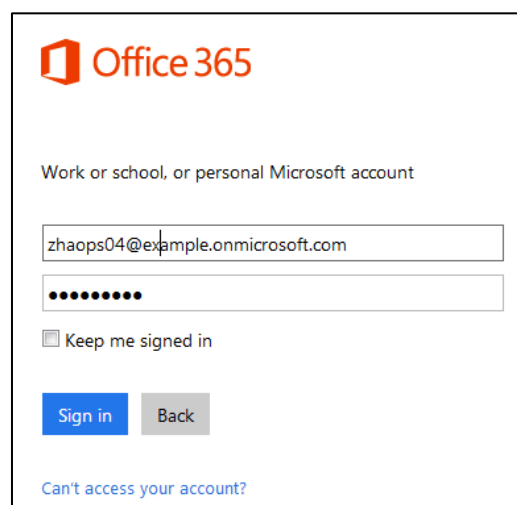 Office 365
Work or school, or personal Microsoft account
zhaops04@example.onmicrosoft.com
•••••••••
Keep me signed in
Sign in Back
Can't access your account?